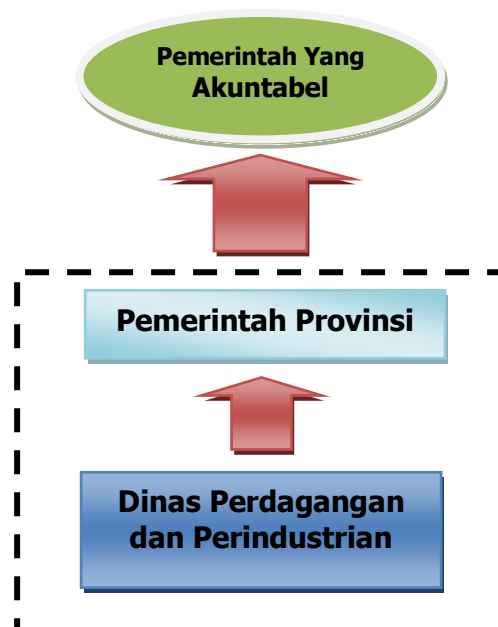 Pemerintah Yang
Akuntabel
Pemerintah Provinsi
Dinas Perdagangan
dan Perindustrian